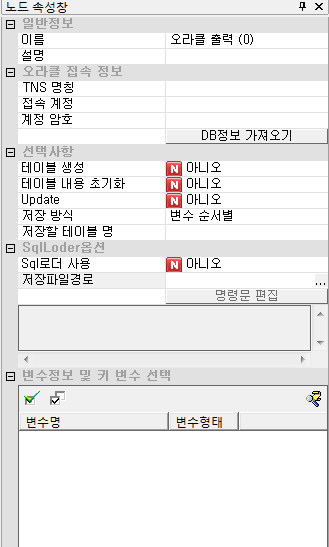 노드 속성창
일반정보
이름 오라클 출력 (0)
설명
오라클 접속 정보
TNS 명칭
접속 계정
계정 암호
DB정보 가져오기
선택사항
테이블 생성 N 아니오
테이블 내용 초기화 N 아니오
Update N 아니오
저장 방식 변수 순서별
저장할 테이블 명
SqlLoder옵션
Sql로더 사용 N 아니오
저장파일경로 ...
명령문 편집
변수정보 및 키 변수 선택
변수명 변수형태